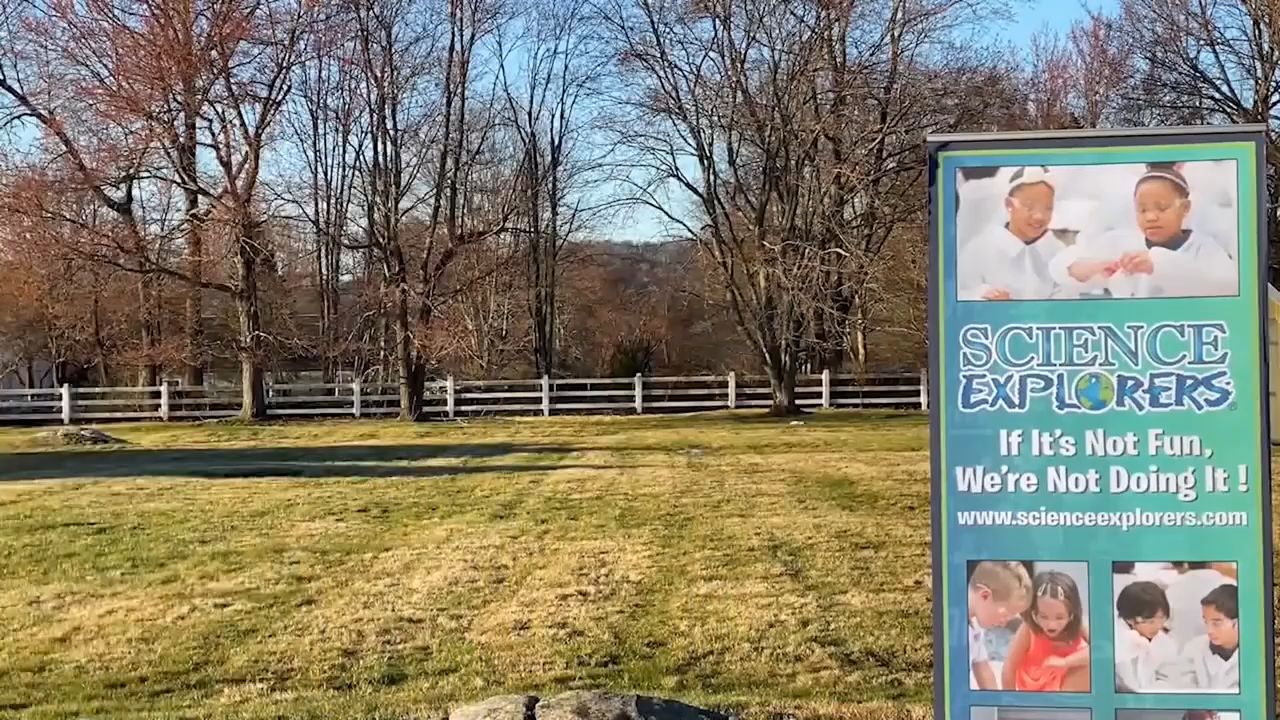 SCIENCE
EXPLORERS
If It's Not Fun,
We're Not Doing It !
www.scienceexplorers.com